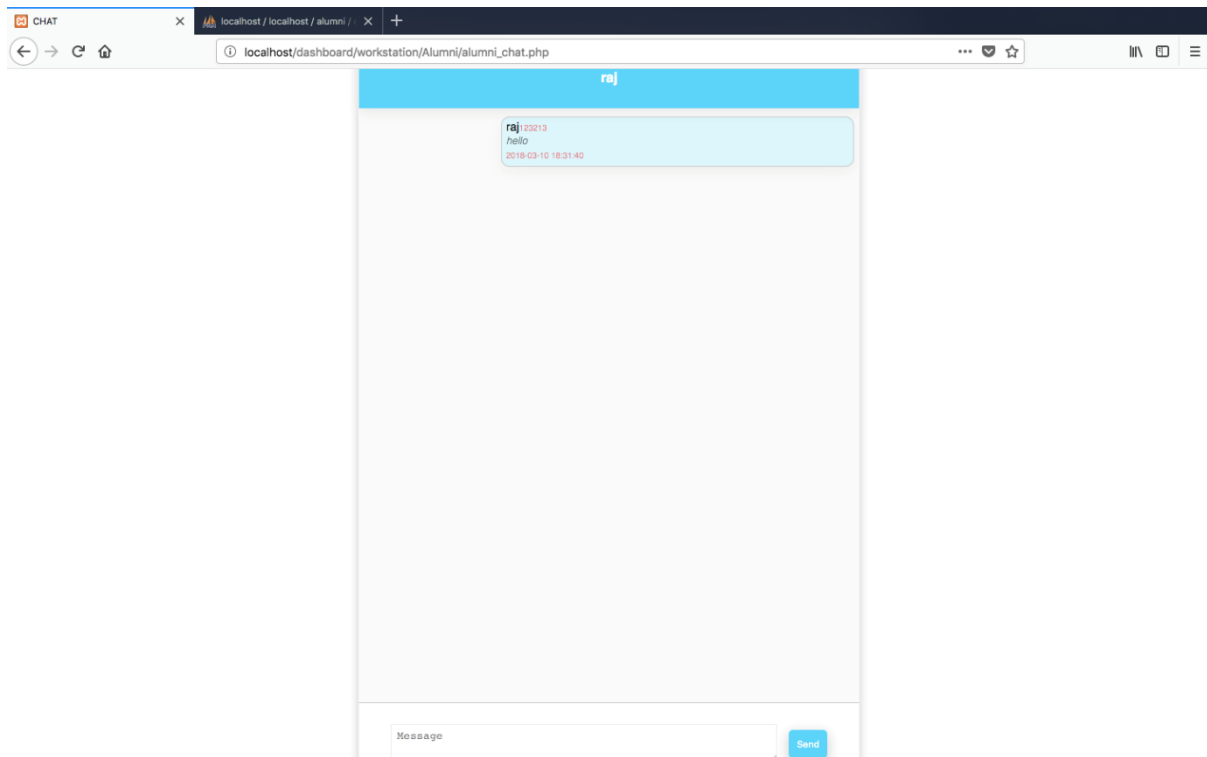 CHAT
localhost / localhost / alumni /
localhost/dashboard/workstation/Alumni/alumni_chat.php
raj
raj123213
hello
2018-03-10 18:31:40
Message
Send